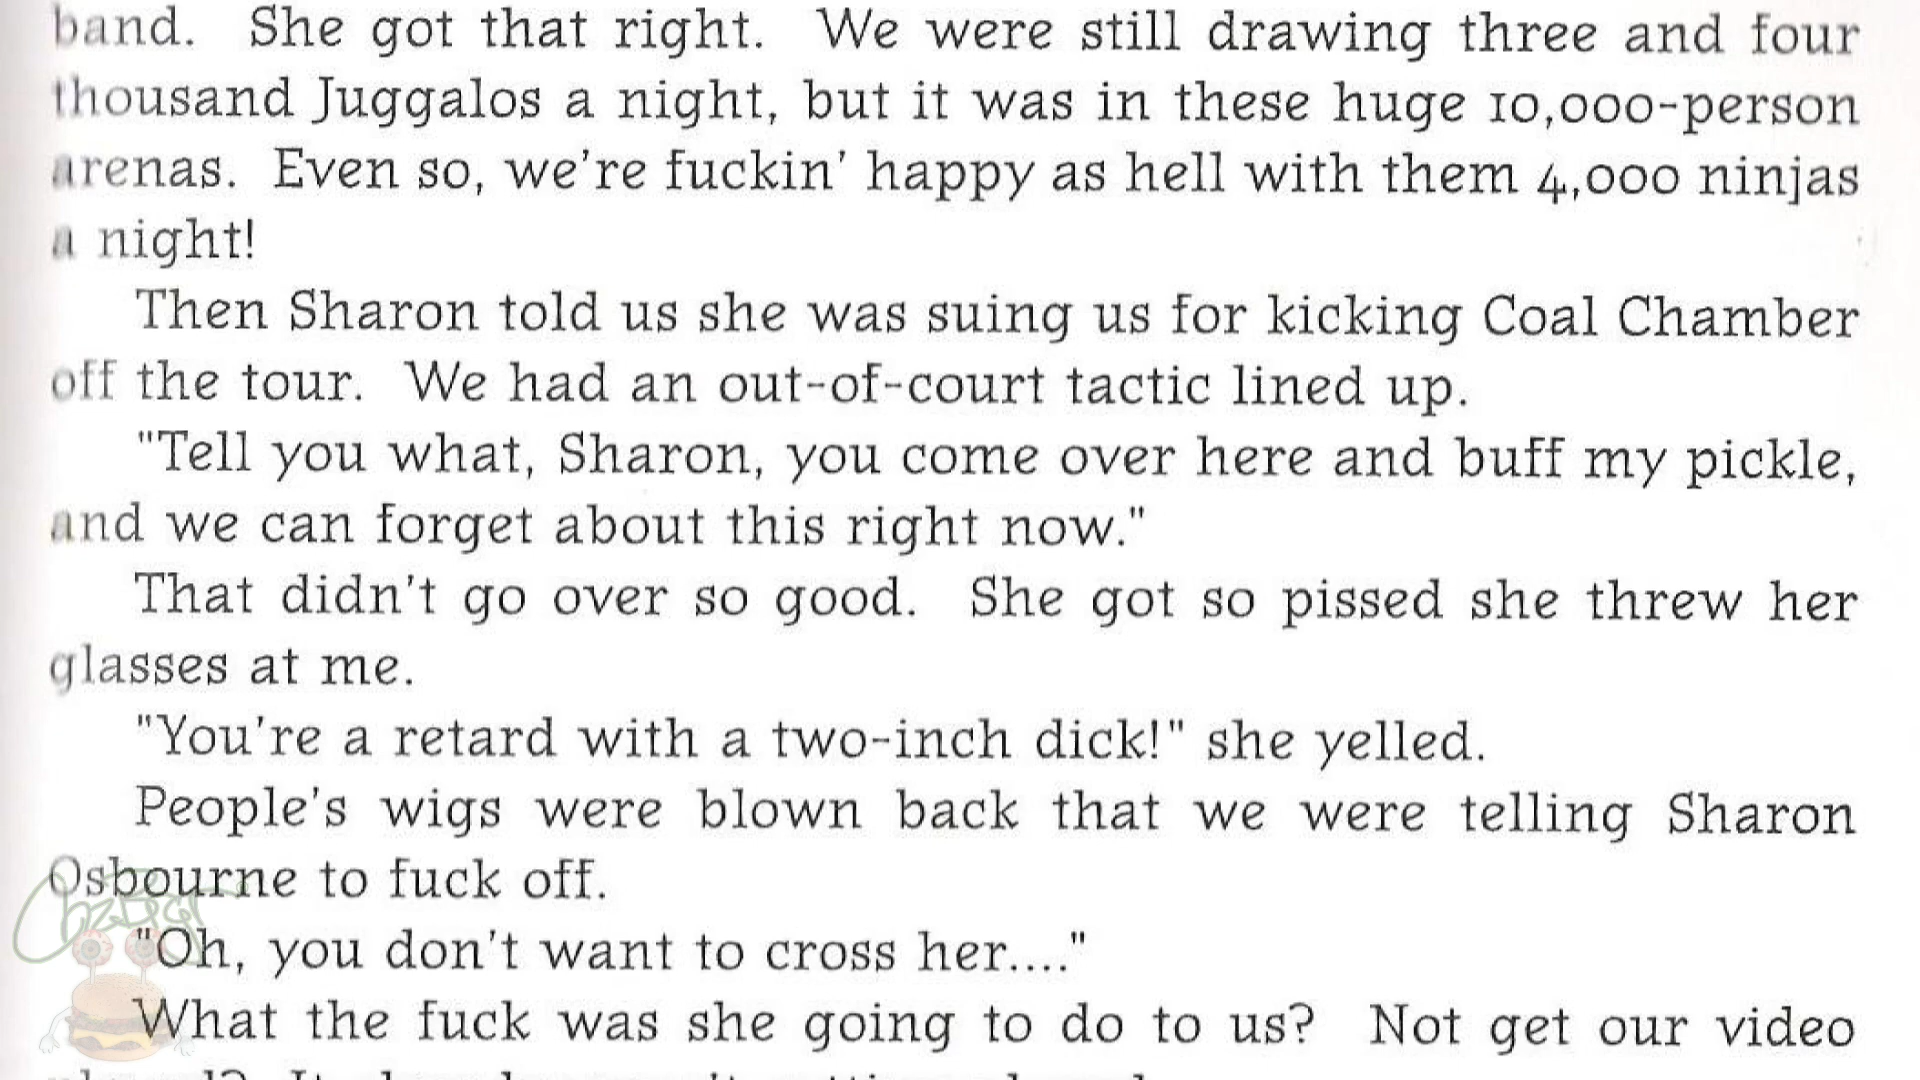 band. She got that right. We were still drawing three and four
thousand Juggalos a night, but it was in these huge 10,000-person
arenas. Even so, we're fuckin' happy as hell with them 4,000 ninjas
a night!
Then Sharon told us she was suing us for kicking Coal Chamber
off the tour. We had an out-of-court tactic lined up.
"Tell you what, Sharon, you come over here and buff my pickle,
and we can forget about this right now."
That didn't go over so good. She got so pissed she threw her
glasses at me.
"You're a retard with a two-inch dick!" she yelled.
People's wigs were blown back that we were telling Sharon
Osbourne to fuck off.
"Oh, you don't want to cross her...."
What the fuck was she going to do to us? Not get our video